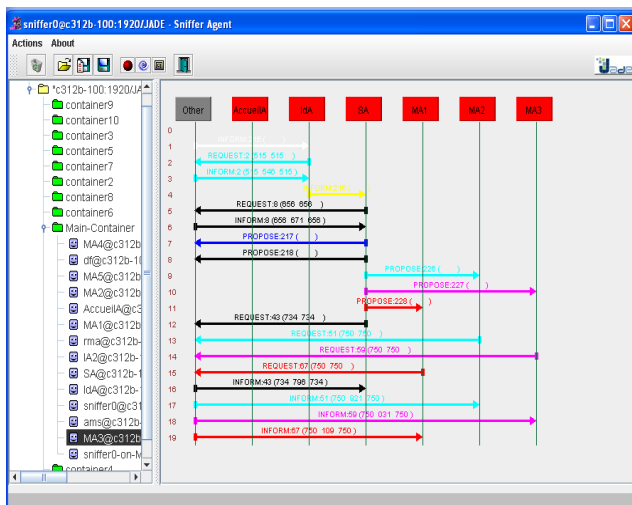 sniffer0@c312b-100:1920/JADE - Sniffer Agent
Actions About
"c312b-100:1920/JA
container9
container10
container3
container5
container7
container2
container8
container6
Main-Container
MA4@c312b-
df@c312b-10
MA5@c312b-
MA2@c312b-
AccueilA@c3
MA1@c312b-
rma@c312b-
IA2@c312b-1
SA@c312b-1
IdA@c312b-1
sniffer0@c31
ams@c312b-
MA3@c312b
sniffer0-on-M
container4
Other AccueilA IdA SA MA1 MA2 MA3
0
1
2 REQUEST:2 (515 515 )
3 INFORM:2 (515 546 515 )
4
5 REQUEST:8 (656 656 )
6 INFORM:8 (656 671 656 )
7 PROPOSE:217 ( )
8 PROPOSE:218 ( )
9 PROPOSE:226 ( )
10 PROPOSE:227 ( )
11 PROPOSE:228 ( )
12 REQUEST:43 (734 734 )
13 REQUEST:51 (750 750 )
14 REQUEST:59 (750 750 )
15 REQUEST:67 (750 750 )
16 INFORM:43 (734 796 734 )
17 INFORM:51 (750 921 750 )
18 INFORM:59 (750 031 750 )
19 INFORM:67 (750 109 750 )